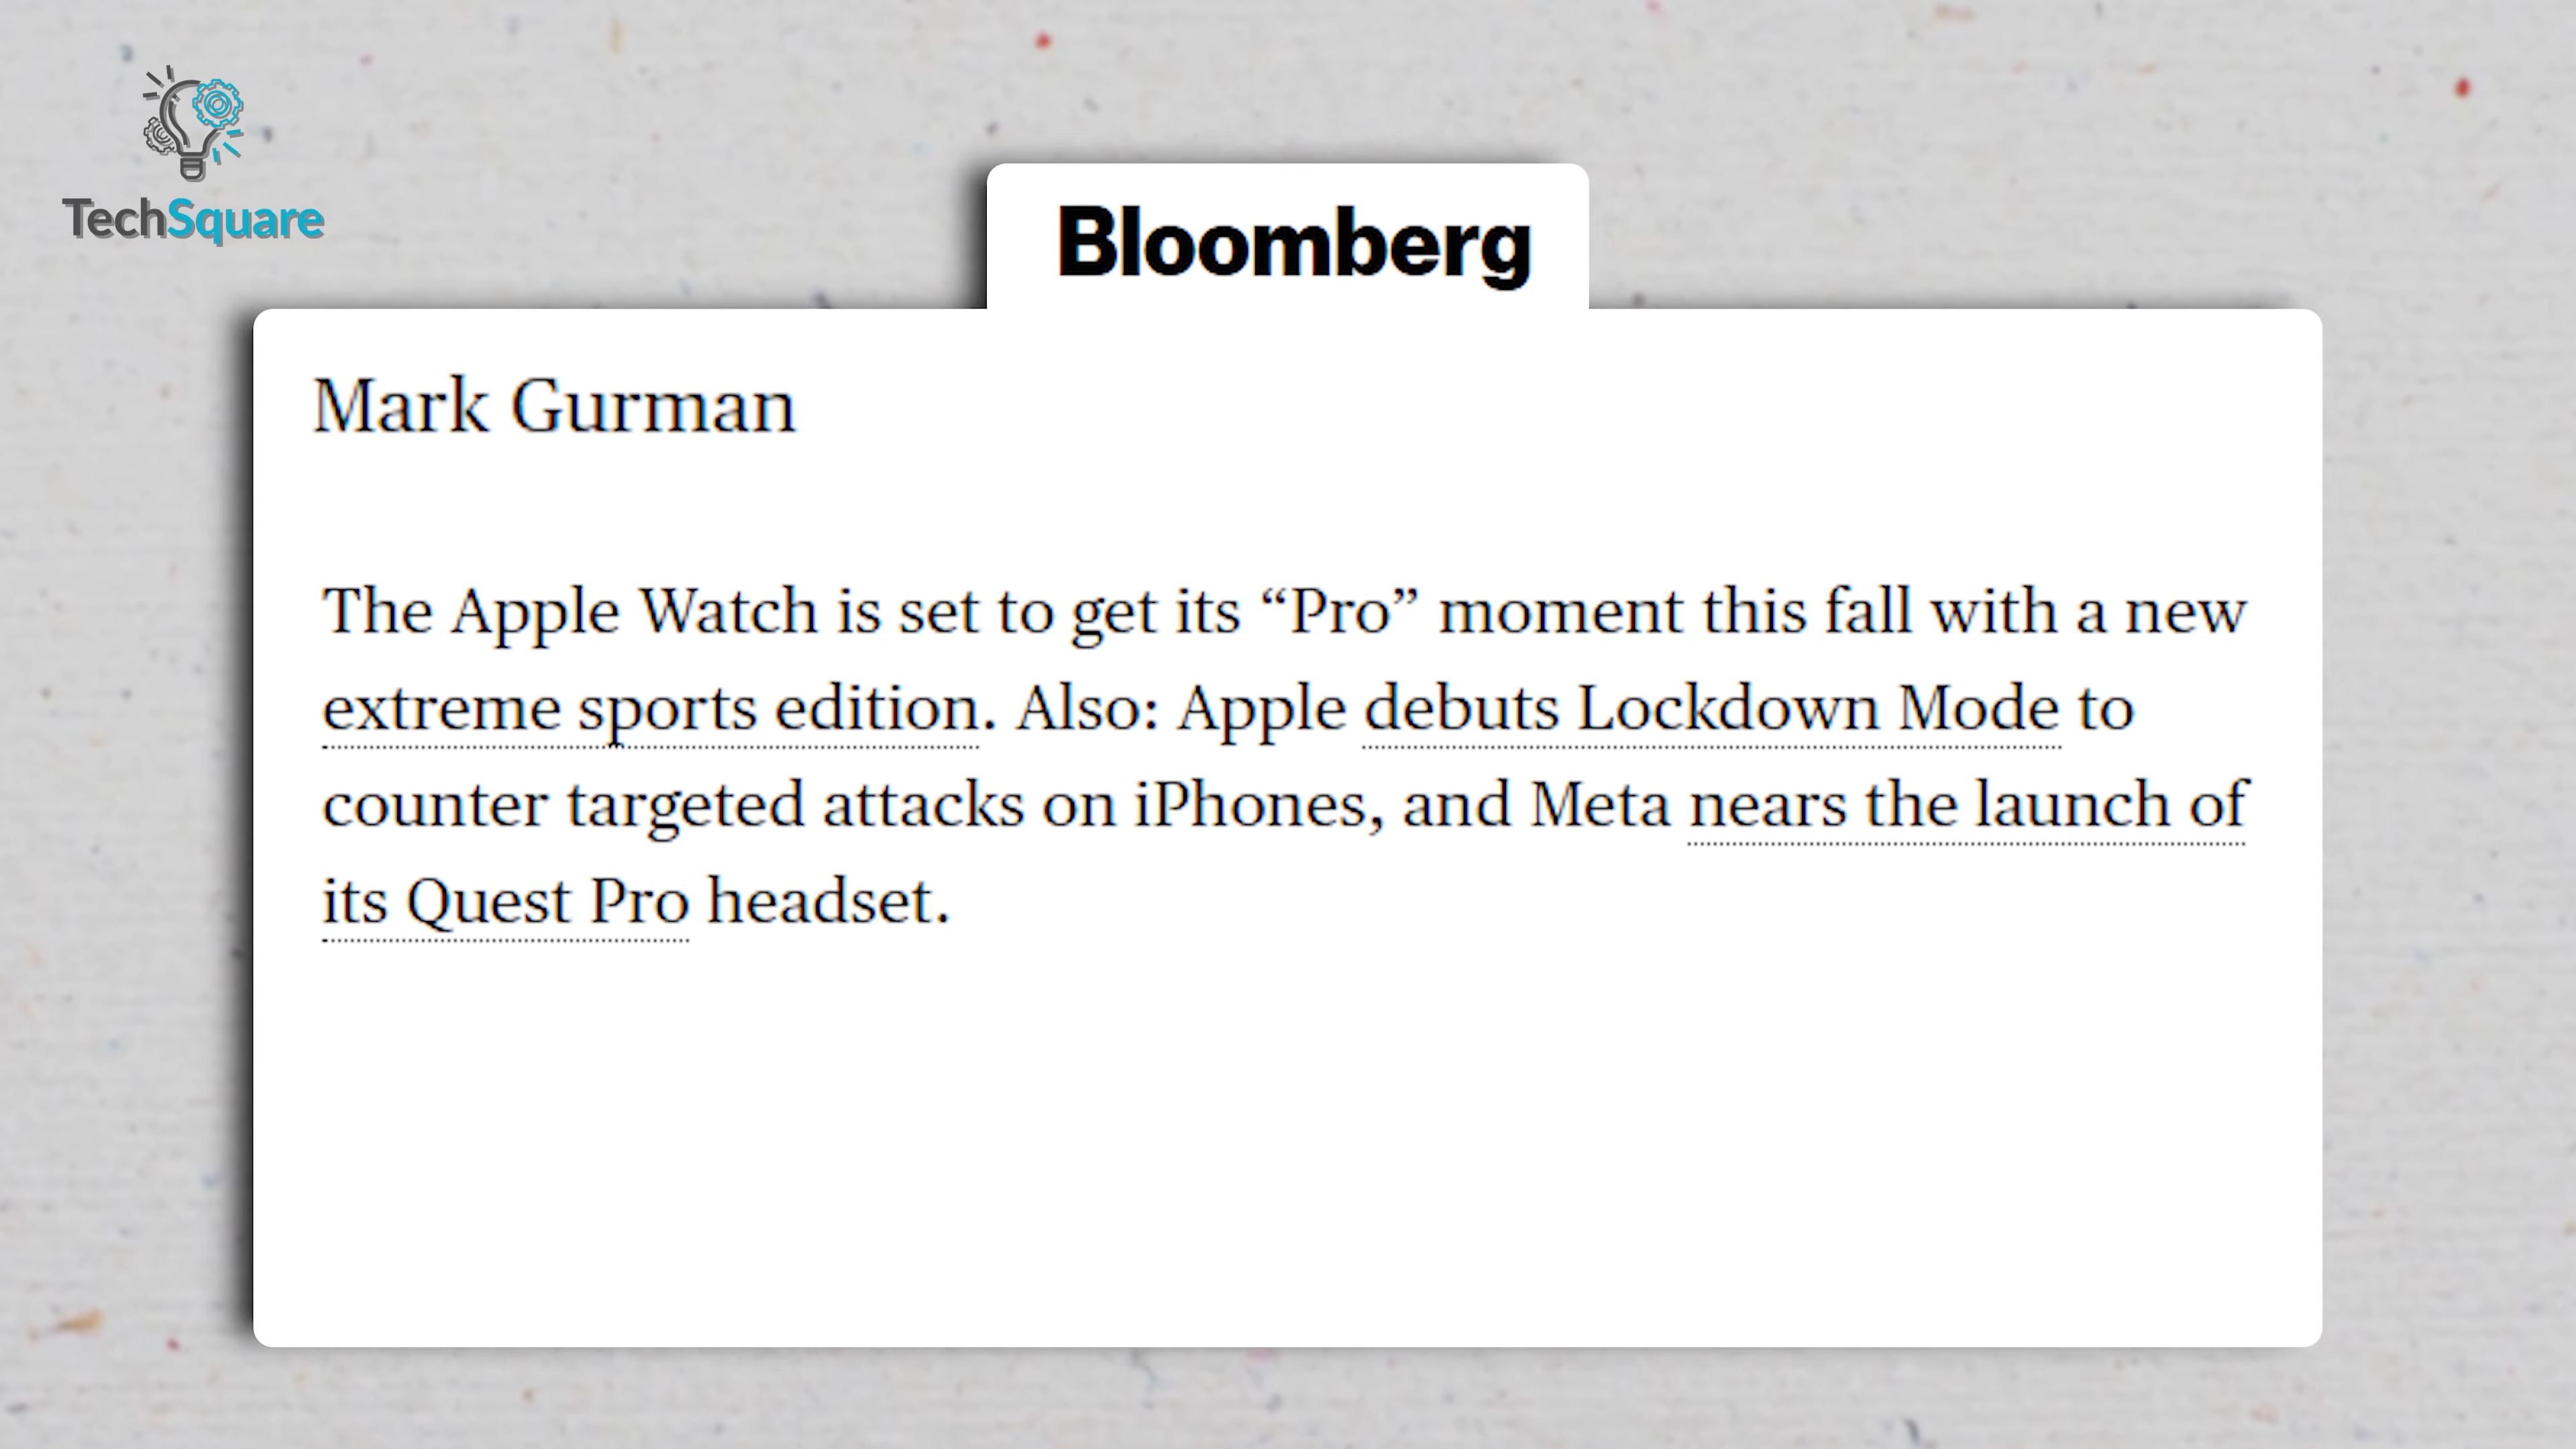 TechSquare
Bloomberg
Mark Gurman
The Apple Watch is set to get its “Pro” moment this fall with a new
extreme sports edition. Also: Apple debuts Lockdown Mode to
counter targeted attacks on iPhones, and Meta nears the launch of
its Quest Pro headset.